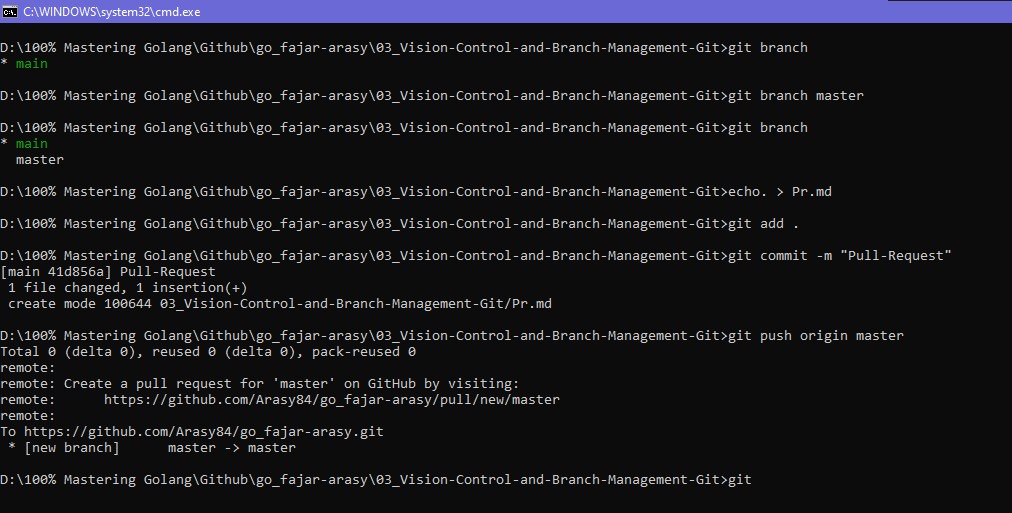 C:\WINDOWS\system32\cmd.exe
D:\100% Mastering Golang\Github\go_fajar-arasy\03_Vision-Control-and-Branch-Management-Git>git branch
* main
D:\100% Mastering Golang\Github\go_fajar-arasy\03_Vision-Control-and-Branch-Management-Git>git branch master
D:\100% Mastering Golang\Github\go_fajar-arasy\03_Vision-Control-and-Branch-Management-Git>git branch
* main
  master
D:\100% Mastering Golang\Github\go_fajar-arasy\03_Vision-Control-and-Branch-Management-Git>echo. > Pr.md
D:\100% Mastering Golang\Github\go_fajar-arasy\03_Vision-Control-and-Branch-Management-Git>git add .
D:\100% Mastering Golang\Github\go_fajar-arasy\03_Vision-Control-and-Branch-Management-Git>git commit -m "Pull-Request"
[main 41d856a] Pull-Request
 1 file changed, 1 insertion(+)
 create mode 100644 03_Vision-Control-and-Branch-Management-Git/Pr.md
D:\100% Mastering Golang\Github\go_fajar-arasy\03_Vision-Control-and-Branch-Management-Git>git push origin master
Total 0 (delta 0), reused 0 (delta 0), pack-reused 0
remote:
remote: Create a pull request for 'master' on GitHub by visiting:
remote:      https://github.com/Arasy84/go_fajar-arasy/pull/new/master
remote:
To https://github.com/Arasy84/go_fajar-arasy.git
 * [new branch]      master -> master
D:\100% Mastering Golang\Github\go_fajar-arasy\03_Vision-Control-and-Branch-Management-Git>git